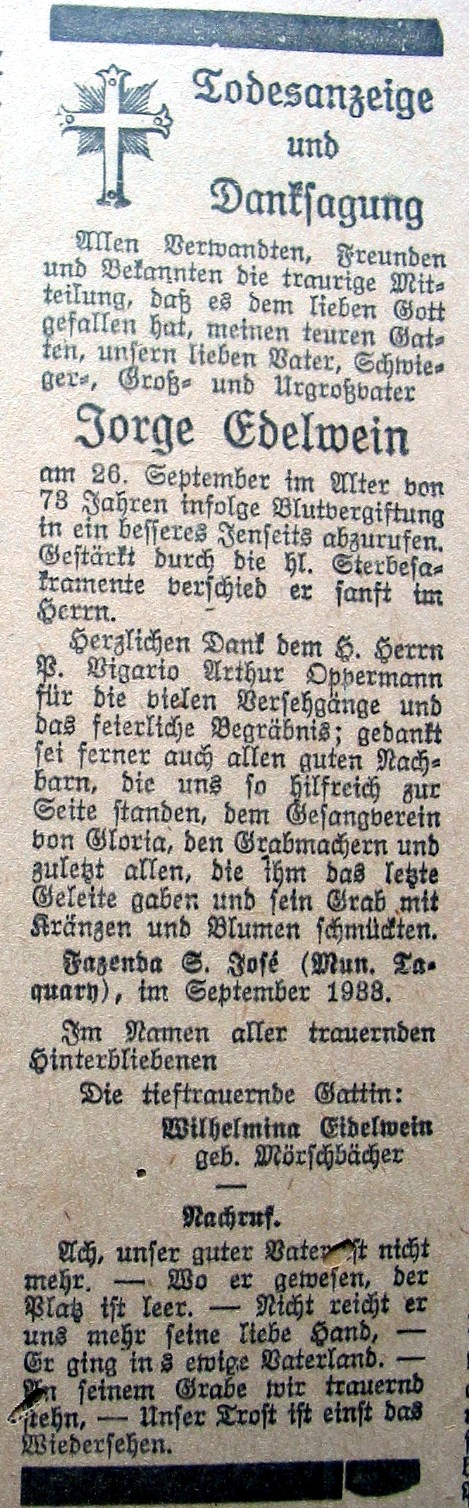 Todesanzeige
und
Danksagung
Allen Verwandten, Freunden
und Bekannten die traurige Mit-
teilung, daß es dem lieben Gott
gefallen hat, meinen teuren Gat-
ten, unsern lieben Vater, Schwie-
ger-, Groß- und Urgroßvater
Jorge Edelwein
am 26. September im Alter von
73 Jahren infolge Blutvergiftung
in ein besseres Jenseits abzurufen.
Gestärkt durch die hl. Sterbesa-
kramente verschied er sanft im
Herrn.
Herzlichen Dank dem H. Herrn
P. Vigario Arthur Oppermann
für die vielen Versehgänge und
das feierliche Begräbnis; gedankt
sei ferner auch allen guten Nach-
barn, die uns so hilfreich zur
Seite standen, dem Gesangverein
von Gloria, den Grabmachern und
zuletzt allen, die ihm das letzte
Geleite gaben und sein Grab mit
Kränzen und Blumen schmückten.
Fazenda S. José (Mun. Ta-
quary), im September 1933.
Im Namen aller trauernden
Hinterbliebenen
Die tieftrauernde Gattin:
Wilhelmina Eidelwein
geb. Mörschbächer
Nachruf.
Ach, unser guter Vater ist nicht
mehr. — Wo er gewesen, der
Platz ist leer. — Nicht reicht er
uns mehr seine liebe Hand, —
Er ging ins ewige Vaterland. —
An seinem Grabe wir trauernd
stehn, — Unser Trost ist einst das
Wiedersehen.